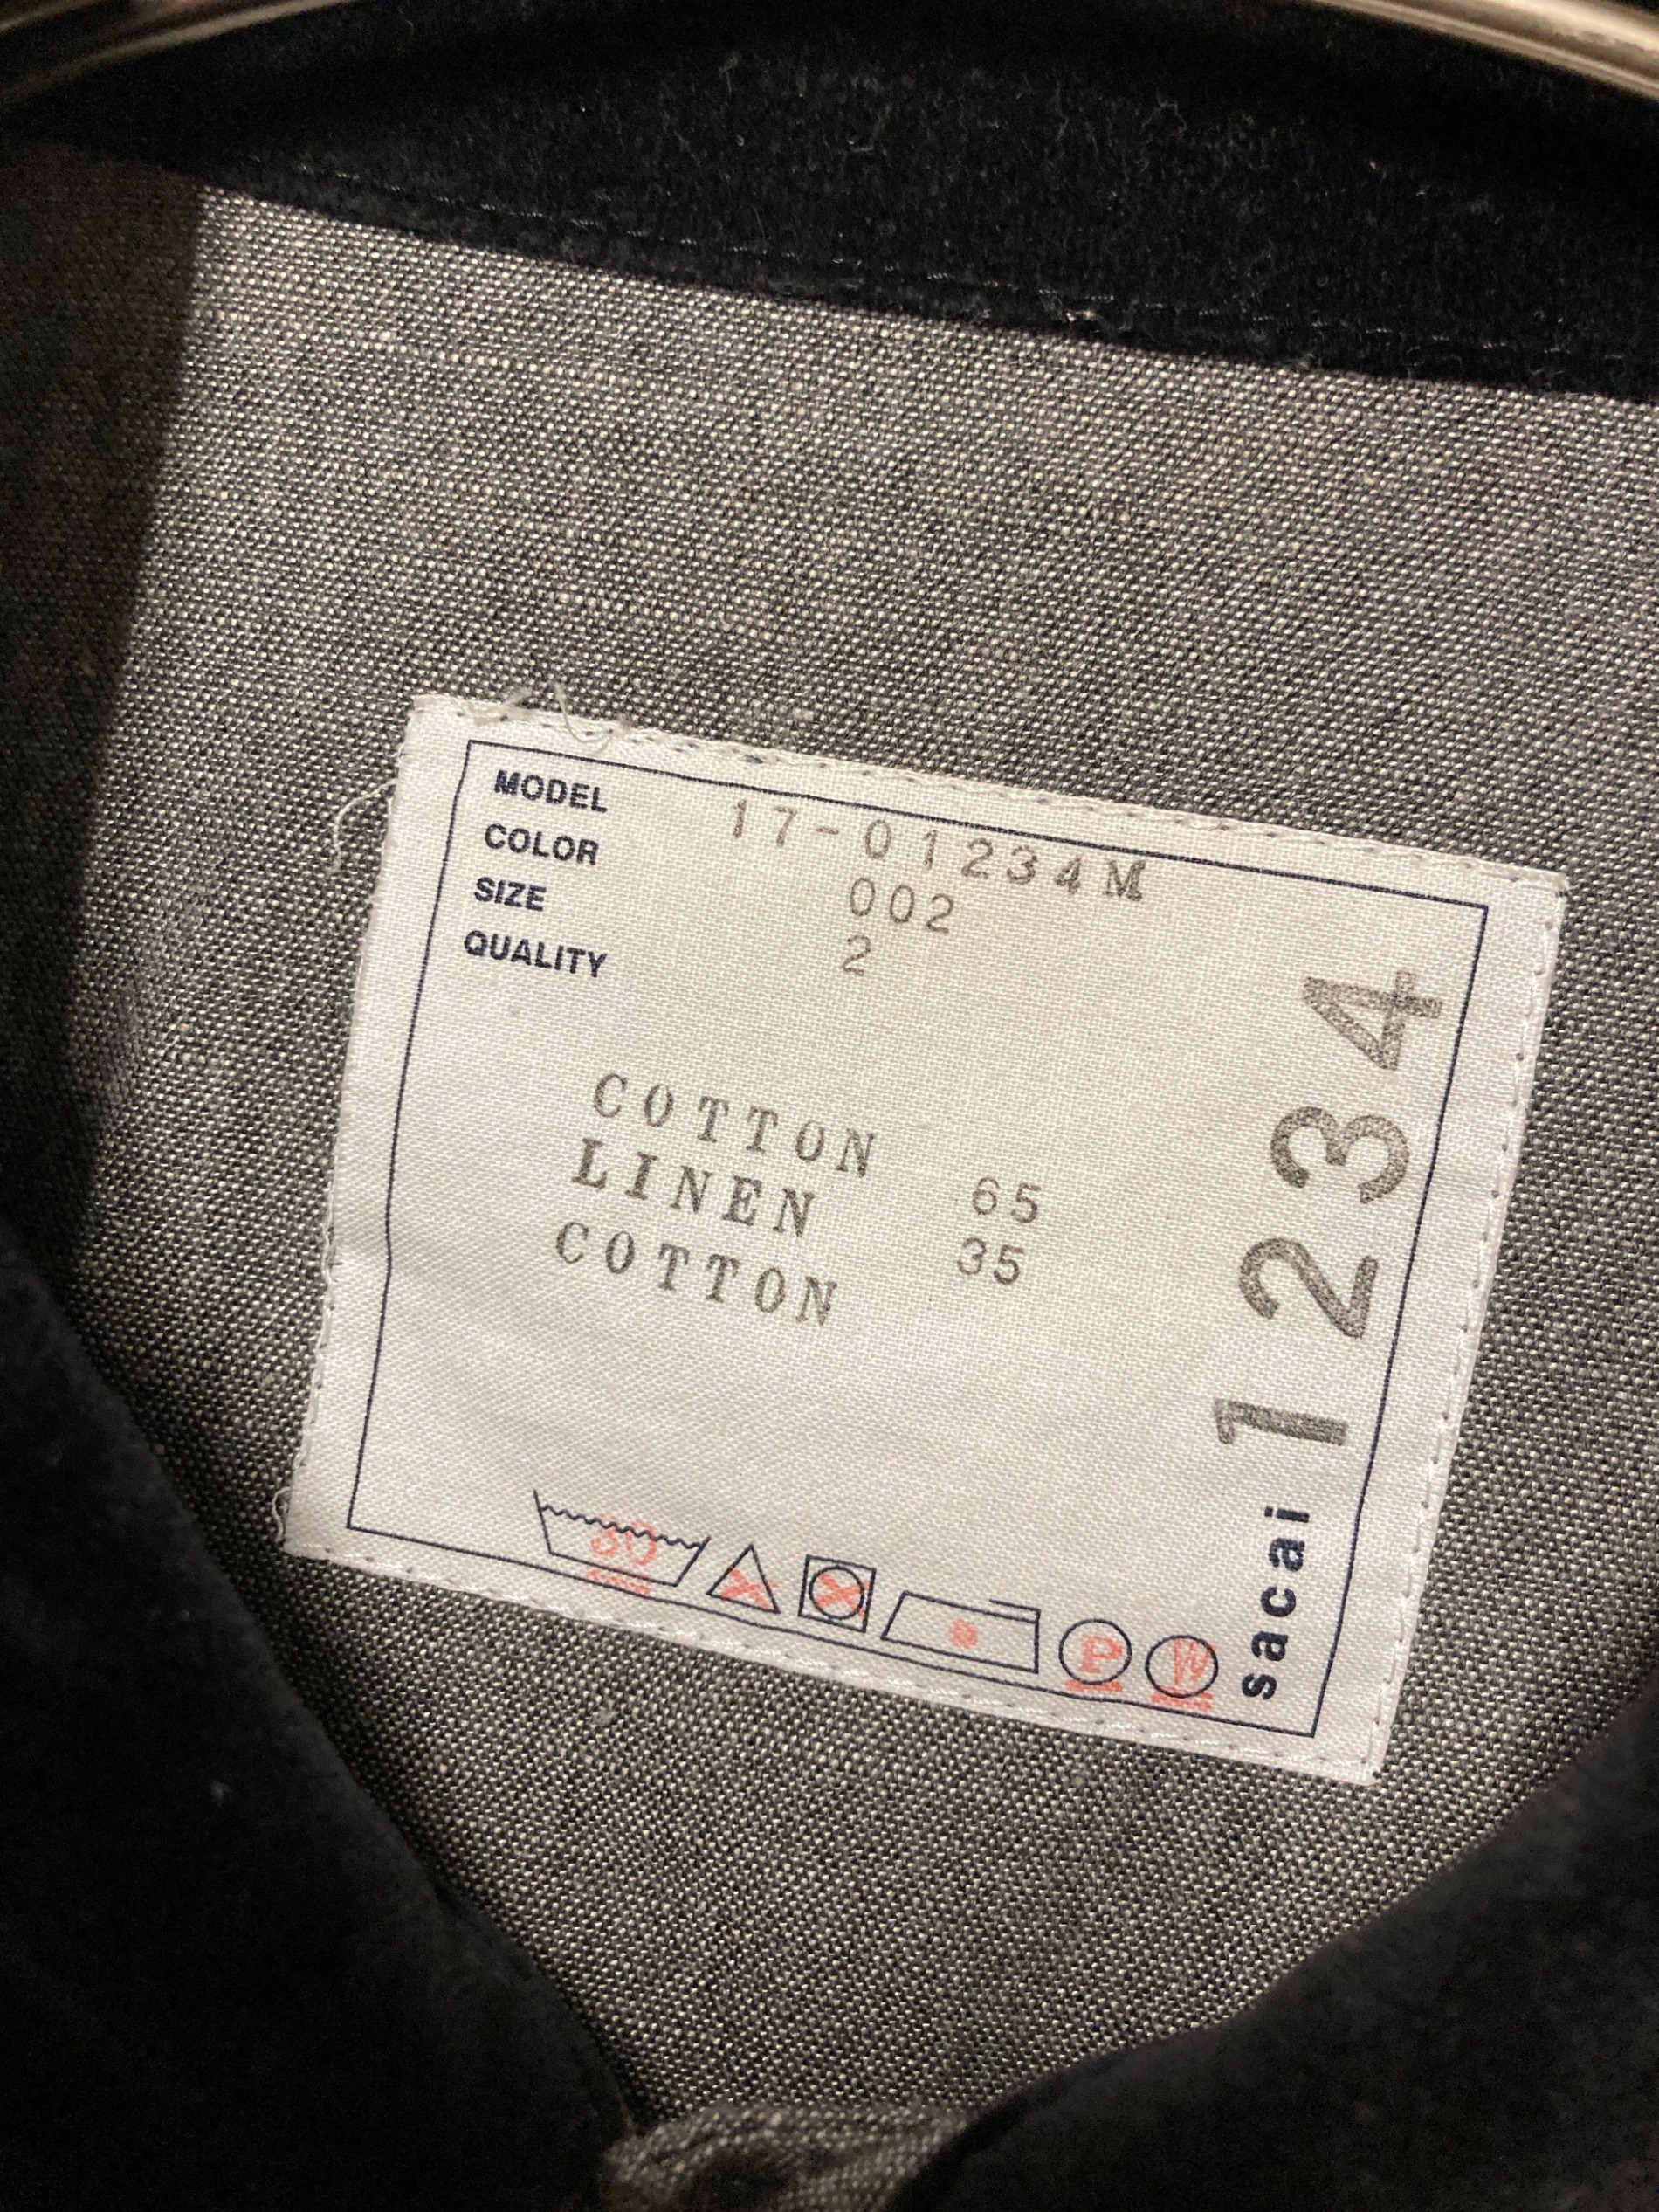 MODEL 17-01234M
COLOR 002
SIZE 2
QUALITY
COTTON 65
LINEN 35
COTTON
30
P W
sacai 1234